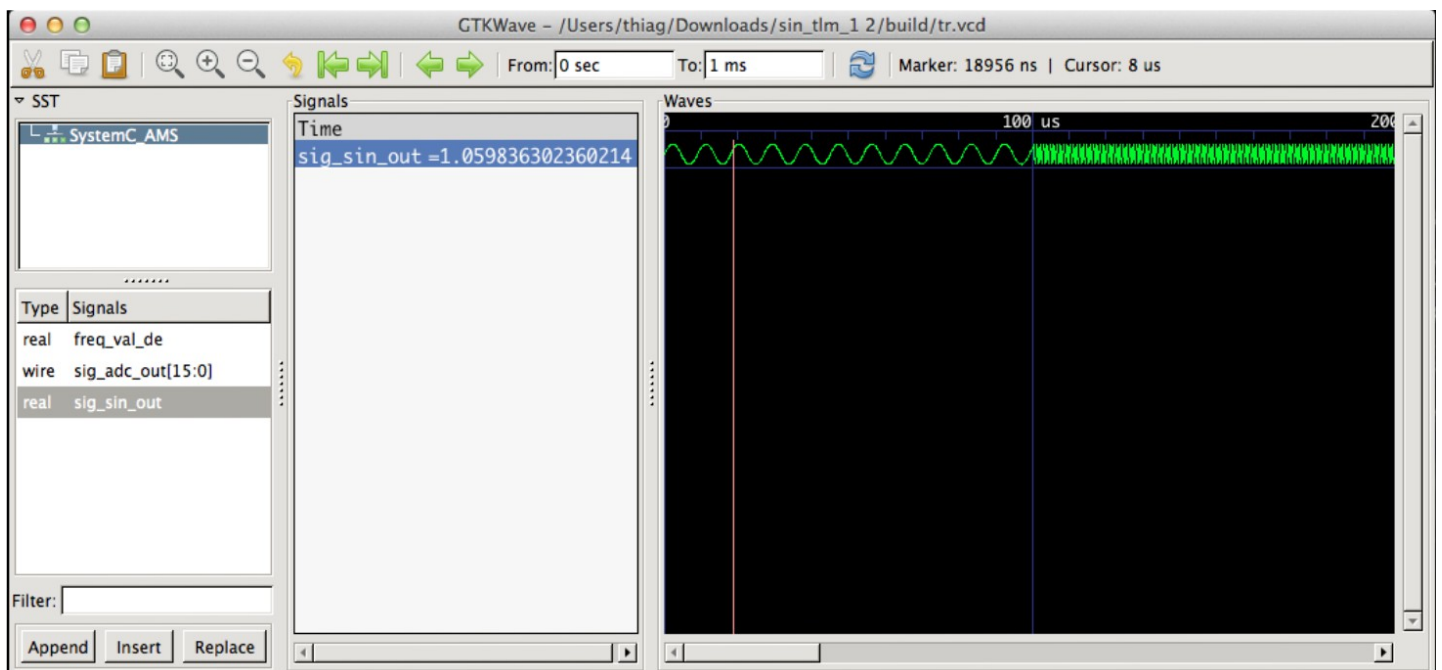 GTKWave – /Users/thiag/Downloads/sin_tlm_1 2/build/tr.vcd
From: 0 sec To: 1 ms Marker: 18956 ns | Cursor: 8 us
SST
SystemC_AMS
Type Signals
real freq_val_de
wire sig_adc_out[15:0]
real sig_sin_out
Filter:
Append Insert Replace
Signals
Time
sig_sin_out =1.059836302360214
Waves
100 us